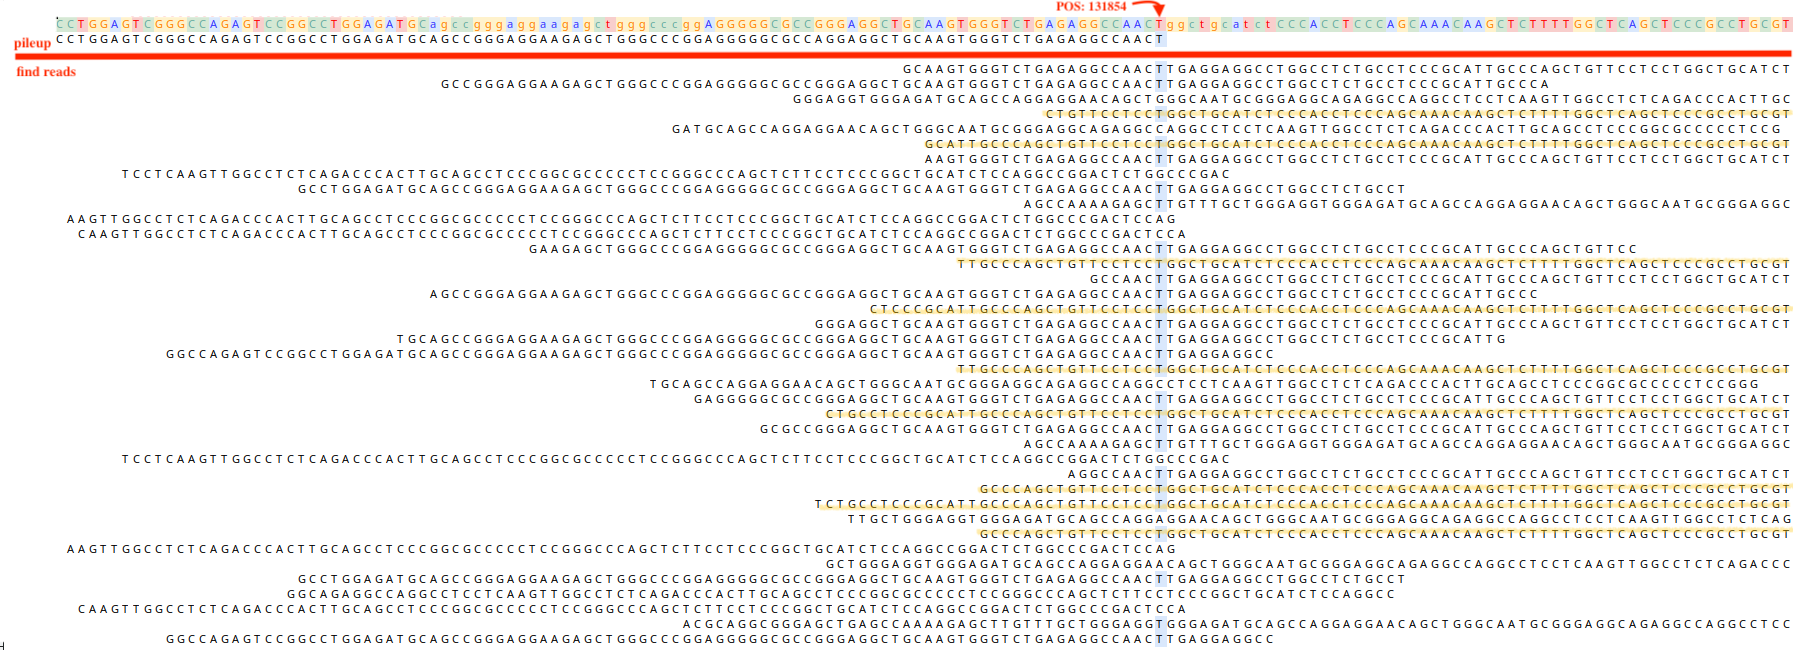 POS: 131854
CCTGGAGTCGGGCCAGAGTCCGGCCTGGAGATGCagccgggaggaagagctgggcccggAGGGGGCGCCGGGAGGCTGCAAGTGGGTCTGAGAGGCCAACTggctgcatctCCCACCTCCCAGCAAACAAGCTCTTTTGGCTCAGCTCCCGCCTGCGT
pileup CCTGGAGTCGGGCCAGAGTCCGGCCTGGAGATGCAGCCGGGAGGAAGAGCTGGGCCCGGAGGGGGCGCCAGGAGGCTGCAAGTGGGTCTGAGAGGCCAACT
find reads
GCAAGTGGGTCTGAGAGGCCAACTTGAGGAGGCCTGGCCTCTGCCTCCCGCATTGCCCAGCTGTTCCTCCTGGCTGCATCT
GCCGGGAGGAAGAGCTGGGCCCGGAGGGGGCGCCGGGAGGCTGCAAGTGGGTCTGAGAGGCCAACTTGAGGAGGCCTGGCCTCTGCCTCCCGCATTGCCCA
GGGAGGTGGGAGATGCAGCCAGGAGGAACAGCTGGGCAATGCGGGAGGCAGAGGCCAGGCCTCCTCAAGTTGGCCTCTCAGACCCACTTGC
CTGTTCCTCCTGGCTGCATCTCCCACCTCCCAGCAAACAAGCTCTTTTGGCTCAGCTCCCGCCTGCGT
GATGCAGCCAGGAGGAACAGCTGGGCAATGCGGGAGGCAGAGGCCAGGCCTCCTCAAGTTGGCCTCTCAGACCCACTTGCAGCCTCCCGGCGCCCCCTCCG
GCATTGCCCAGCTGTTCCTCCTGGCTGCATCTCCCACCTCCCAGCAAACAAGCTCTTTTGGCTCAGCTCCCGCCTGCGT
AAGTGGGTCTGAGAGGCCAACTTGAGGAGGCCTGGCCTCTGCCTCCCGCATTGCCCAGCTGTTCCTCCTGGCTGCATCT
TCCTCAAGTTGGCCTCTCAGACCCACTTGCAGCCTCCCGGCGCCCCCTCCGGGCCCAGCTCTTCCTCCCGGCTGCATCTCCAGGCCGGACTCTGGCCCGAC
GCCTGGAGATGCAGCCGGGAGGAAGAGCTGGGCCCGGAGGGGGCGCCGGGAGGCTGCAAGTGGGTCTGAGAGGCCAACTTGAGGAGGCCTGGCCTCTGCCT
AGCCAAAAGAGCTTGTTTGCTGGGAGGTGGGAGATGCAGCCAGGAGGAACAGCTGGGCAATGCGGGAGGC
AAGTTGGCCTCTCAGACCCACTTGCAGCCTCCCGGCGCCCCCTCCGGGCCCAGCTCTTCCTCCCGGCTGCATCTCCAGGCCGGACTCTGGCCCGACTCCAG
CAAGTTGGCCTCTCAGACCCACTTGCAGCCTCCCGGCGCCCCCTCCGGGCCCAGCTCTTCCTCCCGGCTGCATCTCCAGGCCGGACTCTGGCCCGACTCCA
GAAGAGCTGGGCCCGGAGGGGGCGCCGGGAGGCTGCAAGTGGGTCTGAGAGGCCAACTTGAGGAGGCCTGGCCTCTGCCTCCCGCATTGCCCAGCTGTTCC
TTGCCCAGCTGTTCCTCCTGGCTGCATCTCCCACCTCCCAGCAAACAAGCTCTTTTGGCTCAGCTCCCGCCTGCGT
GCCAACTTGAGGAGGCCTGGCCTCTGCCTCCCGCATTGCCCAGCTGTTCCTCCTGGCTGCATCT
AGCCGGGAGGAAGAGCTGGGCCCGGAGGGGGCGCCGGGAGGCTGCAAGTGGGTCTGAGAGGCCAACTTGAGGAGGCCTGGCCTCTGCCTCCCGCATTGCCC
CTCCCGCATTGCCCAGCTGTTCCTCCTGGCTGCATCTCCCACCTCCCAGCAAACAAGCTCTTTTGGCTCAGCTCCCGCCTGCGT
GGGAGGCTGCAAGTGGGTCTGAGAGGCCAACTTGAGGAGGCCTGGCCTCTGCCTCCCGCATTGCCCAGCTGTTCCTCCTGGCTGCATCT
TGCAGCCGGGAGGAAGAGCTGGGCCCGGAGGGGGCGCCGGGAGGCTGCAAGTGGGTCTGAGAGGCCAACTTGAGGAGGCCTGGCCTCTGCCTCCCGCATTG
GGCCAGAGTCCGGCCTGGAGATGCAGCCGGGAGGAAGAGCTGGGCCCGGAGGGGGCGCCGGGAGGCTGCAAGTGGGTCTGAGAGGCCAACTTGAGGAGGCC
TTGCCCAGCTGTTCCTCCTGGCTGCATCTCCCACCTCCCAGCAAACAAGCTCTTTTGGCTCAGCTCCCGCCTGCGT
TGCAGCCAGGAGGAACAGCTGGGCAATGCGGGAGGCAGAGGCCAGGCCTCCTCAAGTTGGCCTCTCAGACCCACTTGCAGCCTCCCGGCGCCCCCTCCGGG
GAGGGGGCGCCGGGAGGCTGCAAGTGGGTCTGAGAGGCCAACTTGAGGAGGCCTGGCCTCTGCCTCCCGCATTGCCCAGCTGTTCCTCCTGGCTGCATCT
CTGCCTCCCGCATTGCCCAGCTGTTCCTCCTGGCTGCATCTCCCACCTCCCAGCAAACAAGCTCTTTTGGCTCAGCTCCCGCCTGCGT
GCGCCGGGAGGCTGCAAGTGGGTCTGAGAGGCCAACTTGAGGAGGCCTGGCCTCTGCCTCCCGCATTGCCCAGCTGTTCCTCCTGGCTGCATCT
AGCCAAAAGAGCTTGTTTGCTGGGAGGTGGGAGATGCAGCCAGGAGGAACAGCTGGGCAATGCGGGAGGC
TCCTCAAGTTGGCCTCTCAGACCCACTTGCAGCCTCCCGGCGCCCCCTCCGGGCCCAGCTCTTCCTCCCGGCTGCATCTCCAGGCCGGACTCTGGCCCGAC
AGGCCAACTTGAGGAGGCCTGGCCTCTGCCTCCCGCATTGCCCAGCTGTTCCTCCTGGCTGCATCT
GCCCAGCTGTTCCTCCTGGCTGCATCTCCCACCTCCCAGCAAACAAGCTCTTTTGGCTCAGCTCCCGCCTGCGT
TCTGCCTCCCGCATTGCCCAGCTGTTCCTCCTGGCTGCATCTCCCACCTCCCAGCAAACAAGCTCTTTTGGCTCAGCTCCCGCCTGCGT
TTGCTGGGAGGTGGGAGATGCAGCCAGGAGGAACAGCTGGGCAATGCGGGAGGCAGAGGCCAGGCCTCCTCAAGTTGGCCTCTCAG
GCCCAGCTGTTCCTCCTGGCTGCATCTCCCACCTCCCAGCAAACAAGCTCTTTTGGCTCAGCTCCCGCCTGCGT
AAGTTGGCCTCTCAGACCCACTTGCAGCCTCCCGGCGCCCCCTCCGGGCCCAGCTCTTCCTCCCGGCTGCATCTCCAGGCCGGACTCTGGCCCGACTCCAG
GCTGGGAGGTGGGAGATGCAGCCAGGAGGAACAGCTGGGCAATGCGGGAGGCAGAGGCCAGGCCTCCTCAAGTTGGCCTCTCAGACCC
GCCTGGAGATGCAGCCGGGAGGAAGAGCTGGGCCCGGAGGGGGCGCCGGGAGGCTGCAAGTGGGTCTGAGAGGCCAACTTGAGGAGGCCTGGCCTCTGCCT
GGCAGAGGCCAGGCCTCCTCAAGTTGGCCTCTCAGACCCACTTGCAGCCTCCCGGCGCCCCCTCCGGGCCCAGCTCTTCCTCCCGGCTGCATCTCCAGGCC
CAAGTTGGCCTCTCAGACCCACTTGCAGCCTCCCGGCGCCCCCTCCGGGCCCAGCTCTTCCTCCCGGCTGCATCTCCAGGCCGGACTCTGGCCCGACTCCA
ACGCAGGCGGGAGCTGAGCCAAAAGAGCTTGTTTGCTGGGAGGTGGGAGATGCAGCCAGGAGGAACAGCTGGGCAATGCGGGAGGCAGAGGCCAGGCCTCC
GGCCAGAGTCCGGCCTGGAGATGCAGCCGGGAGGAAGAGCTGGGCCCGGAGGGGGCGCCGGGAGGCTGCAAGTGGGTCTGAGAGGCCAACTTGAGGAGGCC